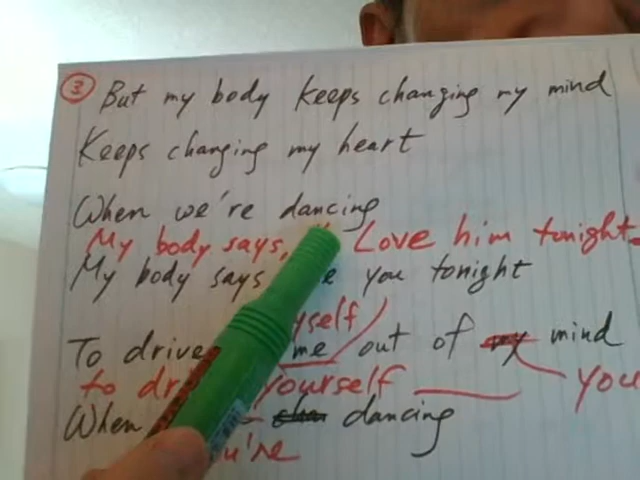 ③ But my body keeps changing my mind
Keeps changing my heart
When we're dancing
My body says, Love him tonight
My body says you tonight
yself
To drive me out of my mind
to dr yourself you
When dancing
u're